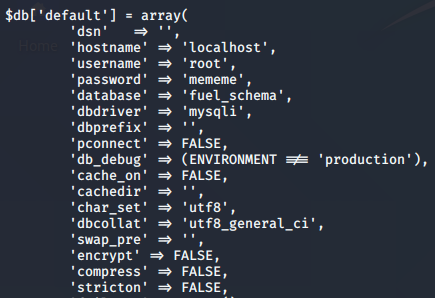 $db['default'] = array(
'dsn' => '',
'hostname' => 'localhost',
'username' => 'root',
'password' => 'mememe',
'database' => 'fuel_schema',
'dbdriver' => 'mysqli',
'dbprefix' => '',
'pconnect' => FALSE,
'db_debug' => (ENVIRONMENT !== 'production'),
'cache_on' => FALSE,
'cachedir' => '',
'char_set' => 'utf8',
'dbcollat' => 'utf8_general_ci',
'swap_pre' => '',
'encrypt' => FALSE,
'compress' => FALSE,
'stricton' => FALSE,